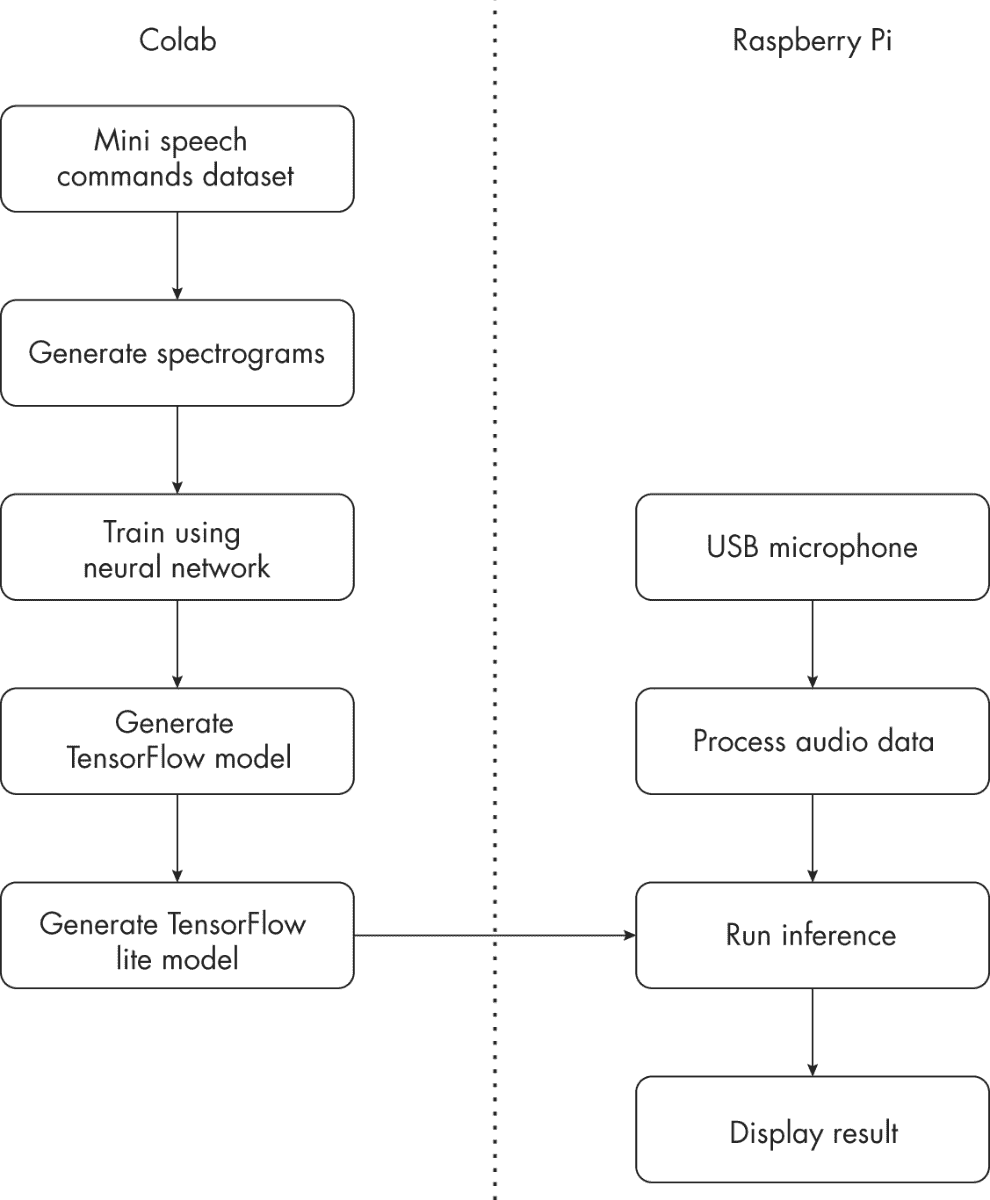 Colab
Mini speech
commands dataset
Generate spectrograms
Train using
neural network
Generate
TensorFlow model
Generate TensorFlow
lite model
Raspberry Pi
USB microphone
Process audio data
Run inference
Display result